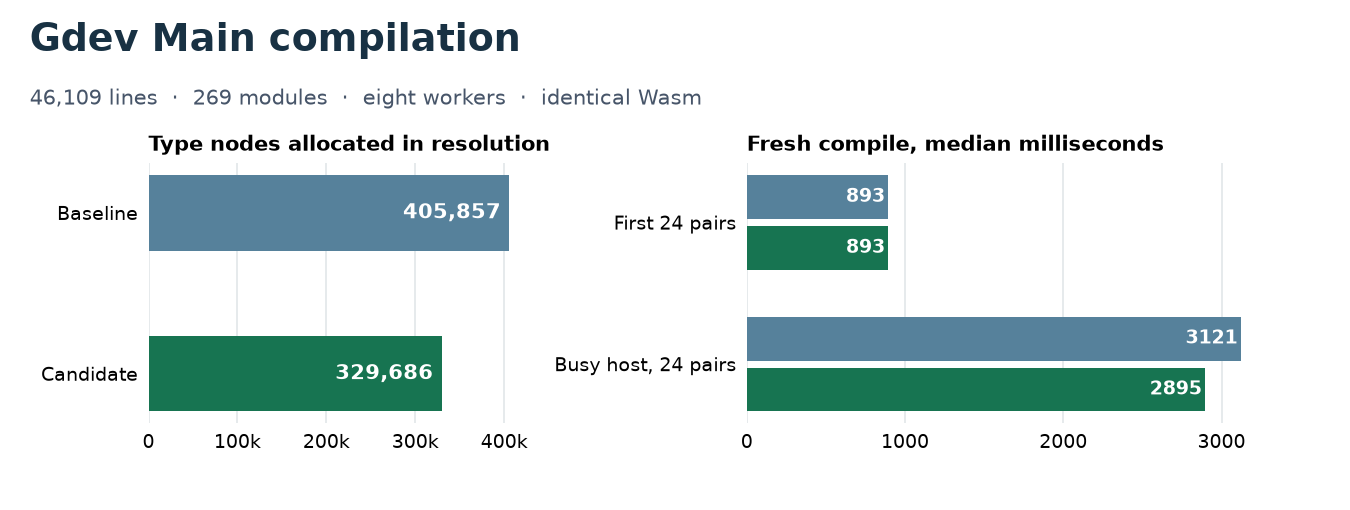 Gdev Main compilation
46,109 lines · 269 modules · eight workers · identical Wasm
Type nodes allocated in resolution
Baseline
405,857
Candidate
329,686
0 100k 200k 300k 400k
Fresh compile, median milliseconds
First 24 pairs
893
893
Busy host, 24 pairs
3121
2895
0 1000 2000 3000